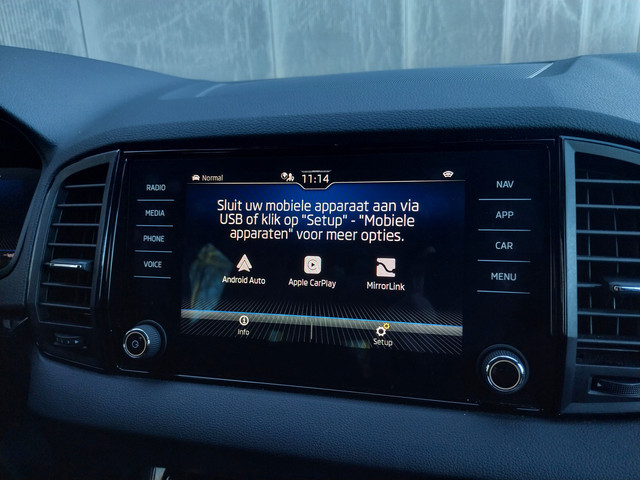 Normal 11:14
RADIO
MEDIA
PHONE
VOICE
Sluit uw mobiele apparaat aan via
USB of klik op "Setup" - "Mobiele
apparaten" voor meer opties.
Android Auto Apple CarPlay MirrorLink
Info Setup
NAV
APP
CAR
MENU